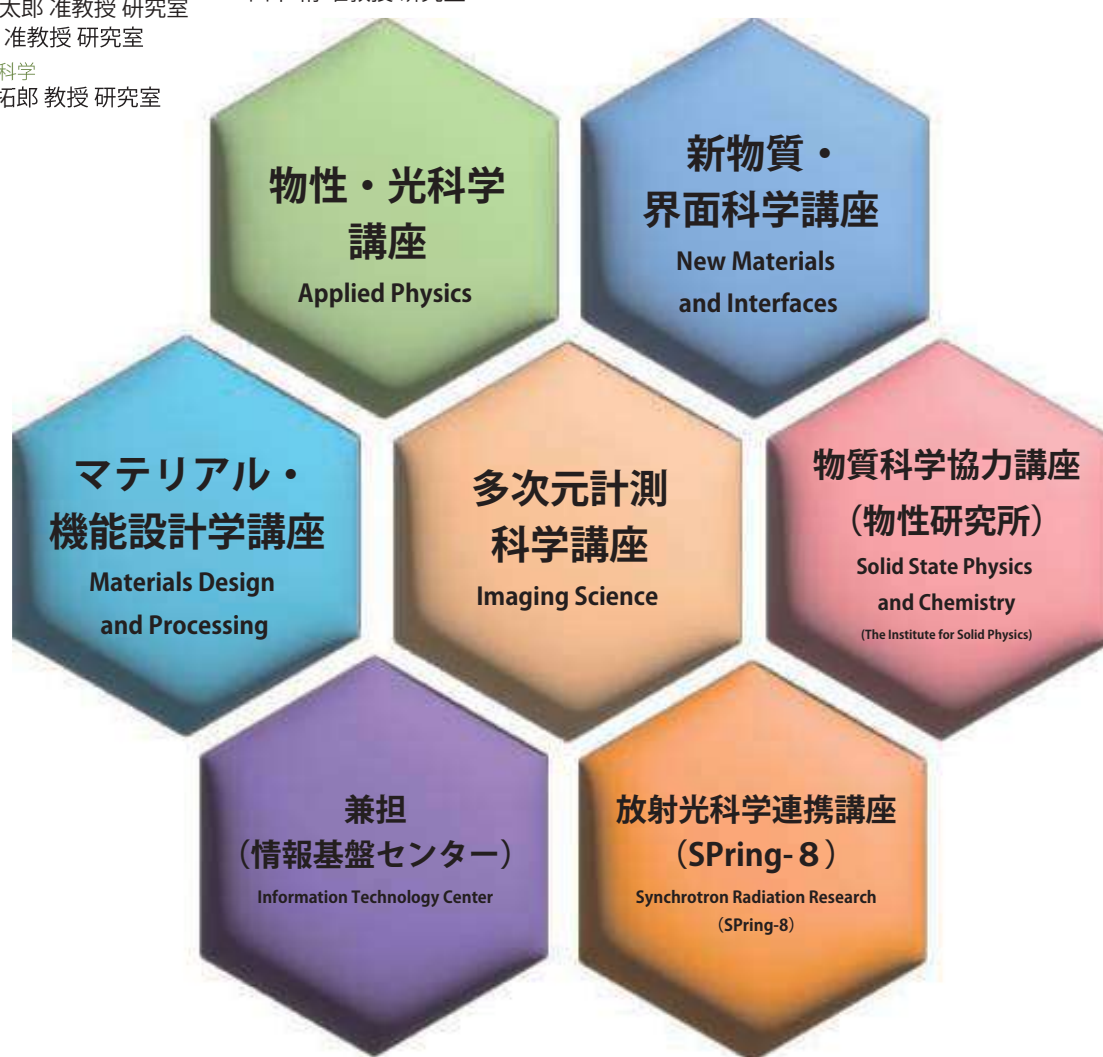 太郎 准教授 研究室
准教授 研究室
科学
拓郎 教授 研究室
物性・光科学
講座
Applied Physics
新物質・
界面科学講座
New Materials
and Interfaces
マテリアル・
機能設計学講座
Materials Design
and Processing
多次元計測
科学講座
Imaging Science
物質科学協力講座
（物性研究所）
Solid State Physics
and Chemistry
(The Institute for Solid Physics)
兼担
（情報基盤センター）
Information Technology Center
放射光科学連携講座
（SPring-８）
Synchrotron Radiation Research
（SPring-8）